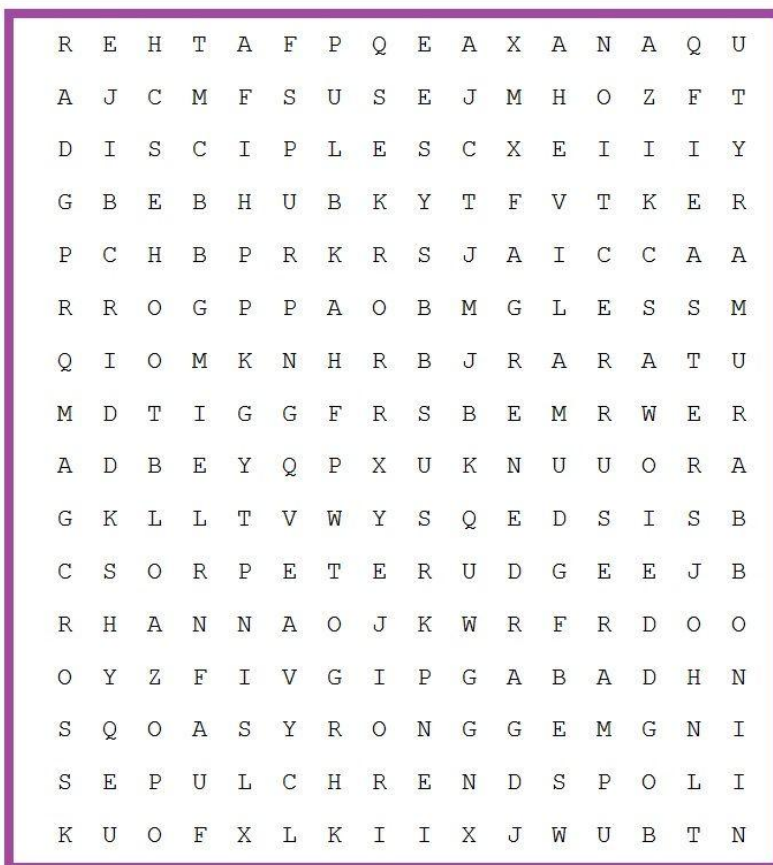 R E H T A F P Q E A X A N A Q U
A J C M F S U S E J M H O Z F T
D I S C I P L E S C X E I I I Y
G B E B H U B K Y T F V T K E R
P C H B P R K R S J A I C C A A
R R O G P P A O B M G L E S S M
Q I O M K N H R B J R A R A T U
M D T I G G F R S B E M R W E R
A D B E Y Q P X U K N U U O R A
G K L L T V W Y S Q E D S I S B
C S O R P E T E R U D G E E J B
R H A N N A O J K W R F R D O O
O Y Z F I V G I P G A B A D H N
S Q O A S Y R O N G G E M G N I
S E P U L C H R E N D S P O L I
K U O F X L K I I X J W U B T N